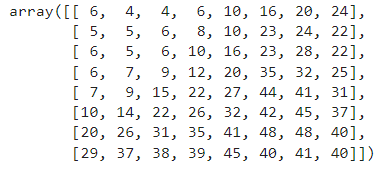 array([[ 6,  4,  4,  6, 10, 16, 20, 24],
       [ 5,  5,  6,  8, 10, 23, 24, 22],
       [ 6,  5,  6, 10, 16, 23, 28, 22],
       [ 6,  7,  9, 12, 20, 35, 32, 25],
       [ 7,  9, 15, 22, 27, 44, 41, 31],
       [10, 14, 22, 26, 32, 42, 45, 37],
       [20, 26, 31, 35, 41, 48, 48, 40],
       [29, 37, 38, 39, 45, 40, 41, 40]])